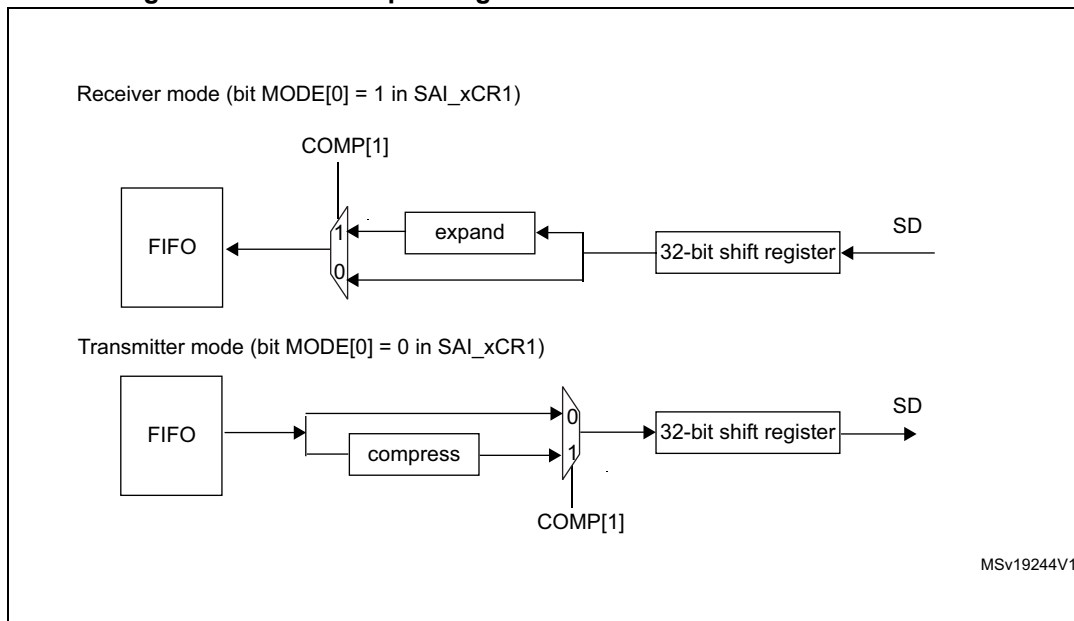 Receiver mode (bit MODE[0] = 1 in SAI_xCR1)
COMP[1]
FIFO
1
0
expand
32-bit shift register
SD
Transmitter mode (bit MODE[0] = 0 in SAI_xCR1)
FIFO
compress
0
1
COMP[1]
32-bit shift register
SD
MSv19244V1